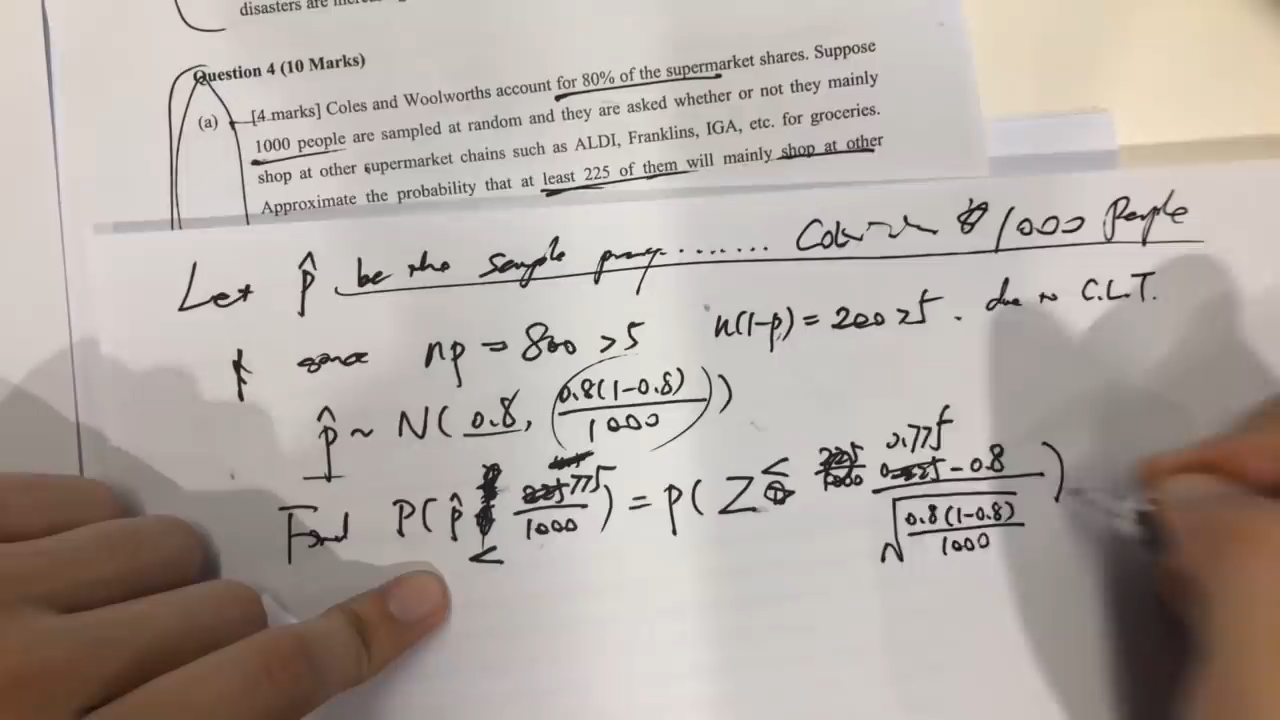 disasters are
Question 4 (10 Marks)
(a) [4 marks] Coles and Woolworths account for 80% of the supermarket shares. Suppose
1000 people are sampled at random and they are asked whether or not they mainly
shop at other supermarket chains such as ALDI, Franklins, IGA, etc. for groceries.
Approximate the probability that at least 225 of them will mainly shop at other
Let p̂ be the sample ........ 1000 People
since np = 800 > 5 n(1-p) = 200 > 5. due to C.L.T.
p̂ ~ N(0.8, 0.8(1-0.8)/1000)
Find P(p̂ < 775/1000) = P(Z < (0.775 - 0.8)/√(0.8(1-0.8)/1000))